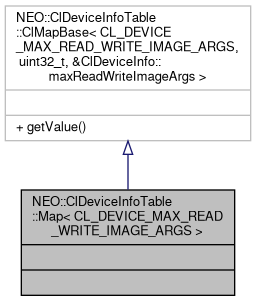 NEO::ClDeviceInfoTable
::ClMapBase< CL_DEVICE
_MAX_READ_WRITE_IMAGE_ARGS,
uint32_t, &ClDeviceInfo::
maxReadWriteImageArgs >
+ getValue()
NEO::ClDeviceInfoTable
::Map< CL_DEVICE_MAX_READ
_WRITE_IMAGE_ARGS >